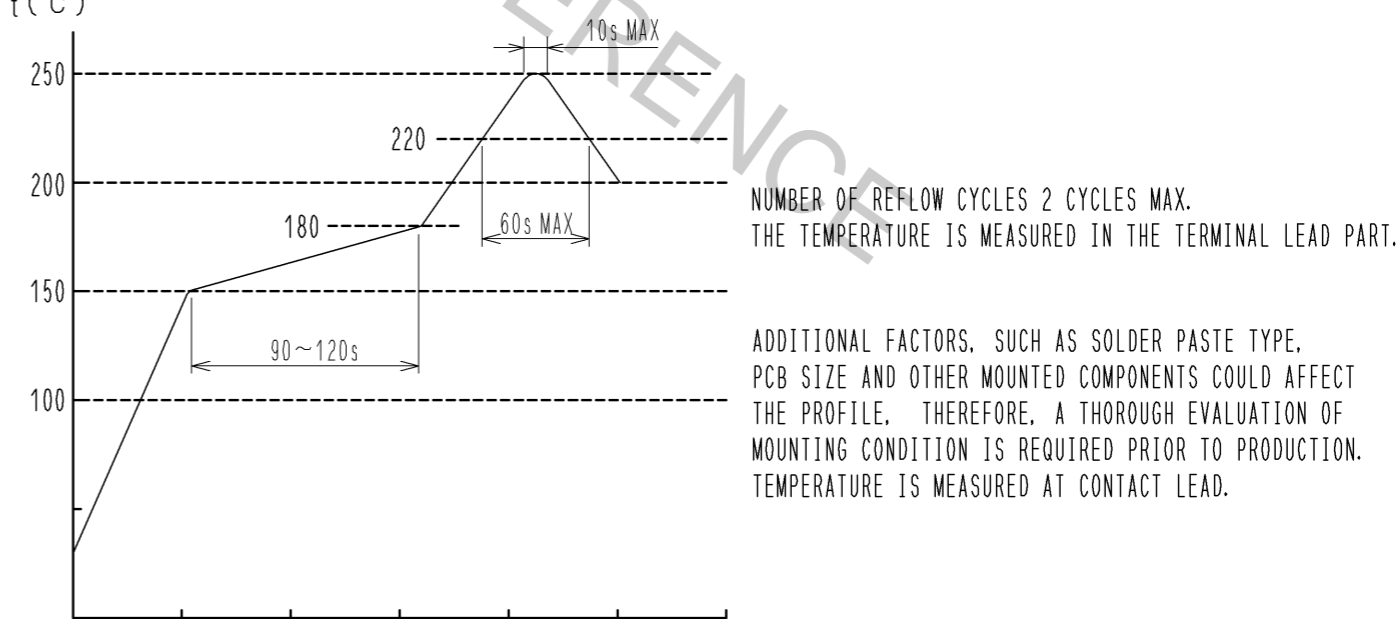 t(°C)
10s MAX
250
220
200
180
60s MAX
150
90~120s
100
ERENCE
NUMBER OF REFLOW CYCLES 2 CYCLES MAX.
THE TEMPERATURE IS MEASURED IN THE TERMINAL LEAD PART.
ADDITIONAL FACTORS, SUCH AS SOLDER PASTE TYPE,
PCB SIZE AND OTHER MOUNTED COMPONENTS COULD AFFECT
THE PROFILE, THEREFORE, A THOROUGH EVALUATION OF
MOUNTING CONDITION IS REQUIRED PRIOR TO PRODUCTION.
TEMPERATURE IS MEASURED AT CONTACT LEAD.